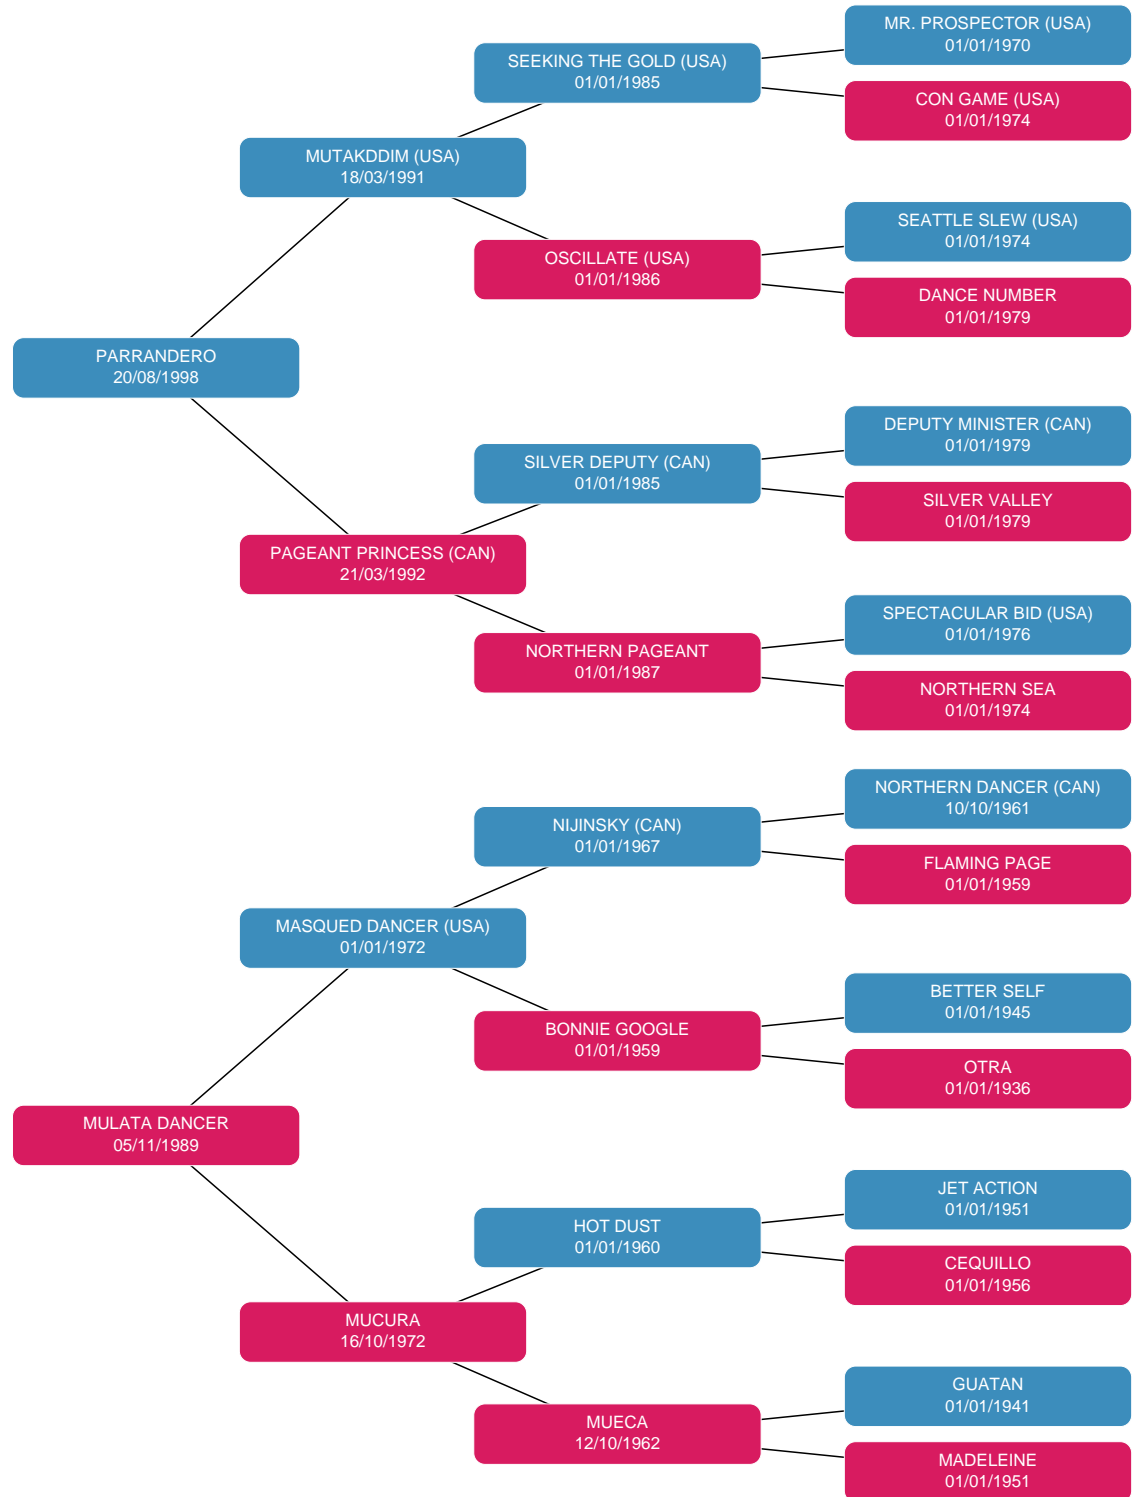 MR. PROSPECTOR (USA)
01/01/1970
SEEKING THE GOLD (USA)
01/01/1985
CON GAME (USA)
01/01/1974
MUTAKDDIM (USA)
18/03/1991
SEATTLE SLEW (USA)
01/01/1974
OSCILLATE (USA)
01/01/1986
DANCE NUMBER
01/01/1979
PARRANDERO
20/08/1998
DEPUTY MINISTER (CAN)
01/01/1979
SILVER DEPUTY (CAN)
01/01/1985
SILVER VALLEY
01/01/1979
PAGEANT PRINCESS (CAN)
21/03/1992
SPECTACULAR BID (USA)
01/01/1976
NORTHERN PAGEANT
01/01/1987
NORTHERN SEA
01/01/1974
NORTHERN DANCER (CAN)
10/10/1961
NIJINSKY (CAN)
01/01/1967
FLAMING PAGE
01/01/1959
MASQUED DANCER (USA)
01/01/1972
BETTER SELF
01/01/1945
BONNIE GOOGLE
01/01/1959
OTRA
01/01/1936
MULATA DANCER
05/11/1989
JET ACTION
01/01/1951
HOT DUST
01/01/1960
CEQUILLO
01/01/1956
MUCURA
16/10/1972
GUATAN
01/01/1941
MUECA
12/10/1962
MADELEINE
01/01/1951